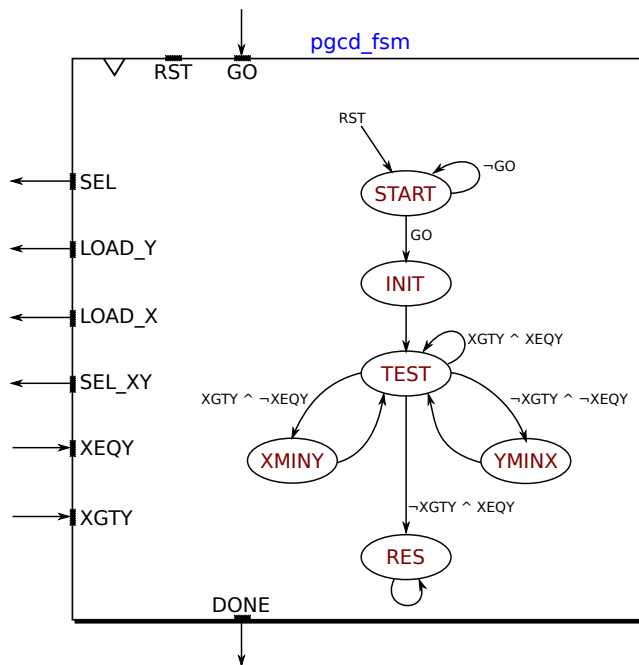 pgcd_fsm
RST
GO
RST
¬GO
SEL
START
GO
LOAD_Y
INIT
LOAD_X
XGTY ^ XEQY
TEST
SEL_XY
XGTY ^ ¬XEQY
¬XGTY ^ ¬XEQY
XEQY
XMINY
YMINX
XGTY
¬XGTY ^ XEQY
RES
DONE